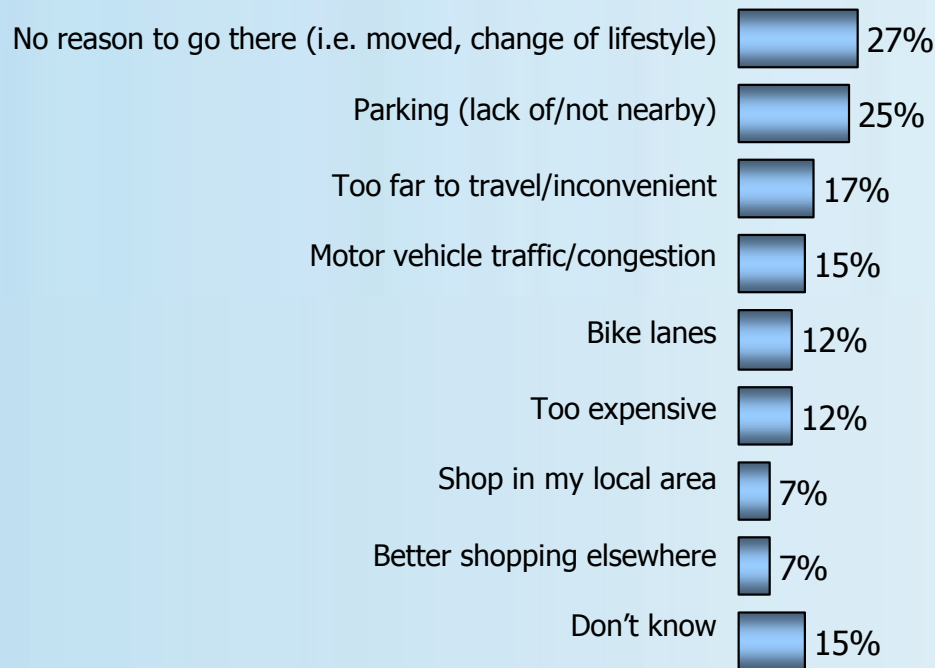 No reason to go there (i.e. moved, change of lifestyle) 27%
Parking (lack of/not nearby) 25%
Too far to travel/inconvenient 17%
Motor vehicle traffic/congestion 15%
Bike lanes 12%
Too expensive 12%
Shop in my local area 7%
Better shopping elsewhere 7%
Don’t know 15%